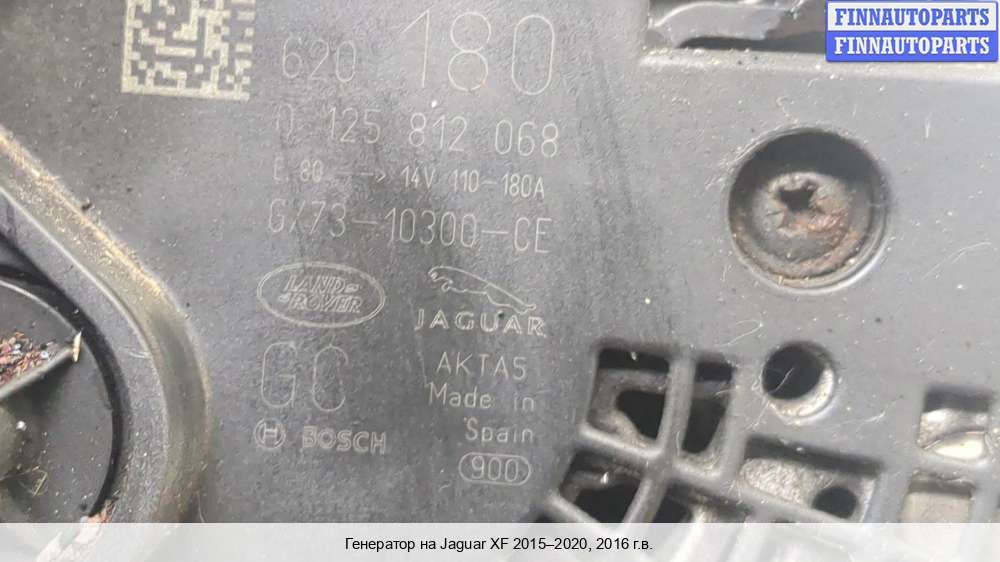 FINNAUTOPARTS
FINNAUTOPARTS
620 180
0 125 812 068
E 80 ---> 14V 110-180A
GX73-10300-CE
LAND-
-ROVER
JAGUAR
GC
AKTAS
Made in
Spain
BOSCH
900
Генератор на Jaguar XF 2015–2020, 2016 г.в.